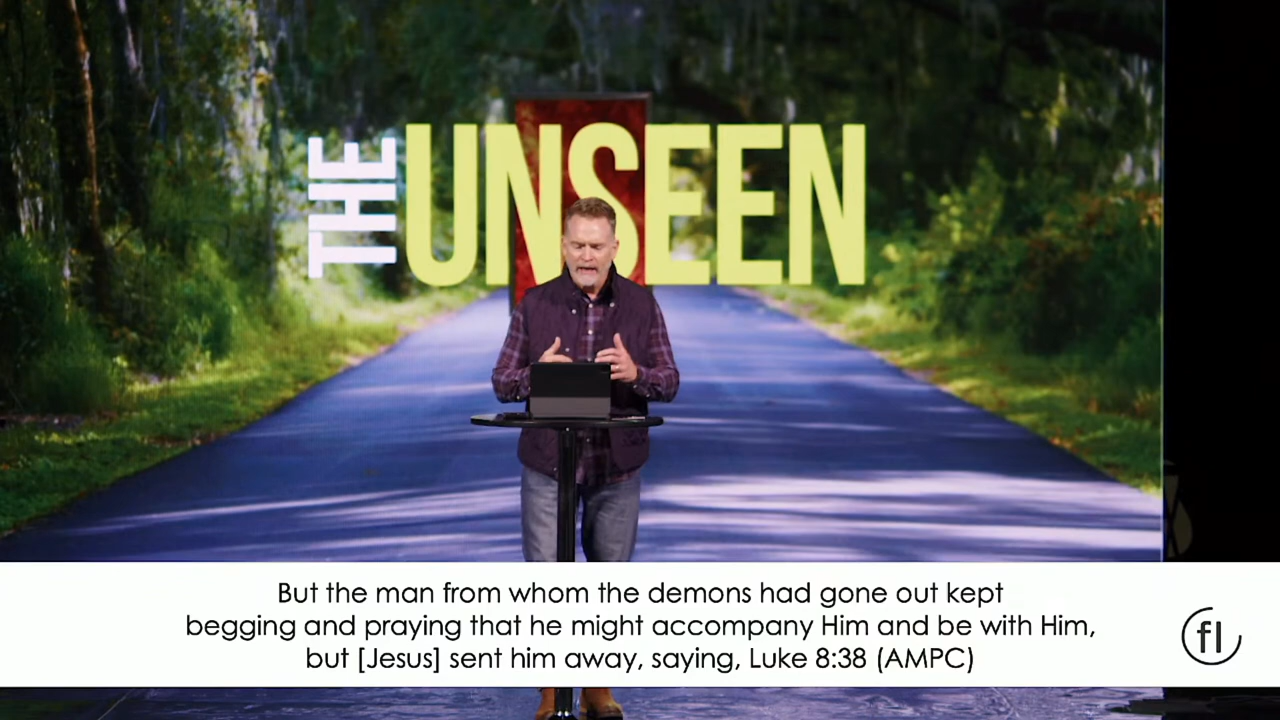 THE
UNSEEN
But the man from whom the demons had gone out kept
begging and praying that he might accompany Him and be with Him,
but [Jesus] sent him away, saying, Luke 8:38 (AMPC)
fl